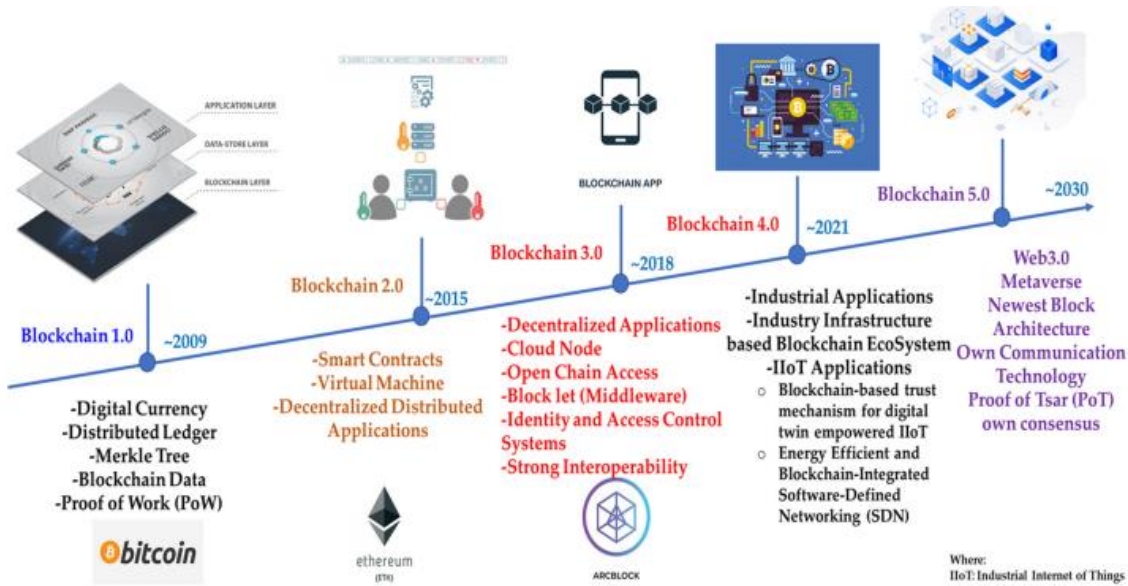 APPLICATION LAYER
DATA-STORE LAYER
BLOCKCHAIN LAYER
BLOCKCHAIN APP
Blockchain 1.0
~2009
Blockchain 2.0
~2015
Blockchain 3.0
~2018
Blockchain 4.0
~2021
Blockchain 5.0
~2030
-Digital Currency
-Distributed Ledger
-Merkle Tree
-Blockchain Data
-Proof of Work (PoW)
bitcoin
-Smart Contracts
-Virtual Machine
-Decentralized Distributed
Applications
ethereum
(ETH)
-Decentralized Applications
-Cloud Node
-Open Chain Access
-Block let (Middleware)
-Identity and Access Control
Systems
-Strong Interoperability
ARCBLOCK
-Industrial Applications
-Industry Infrastructure
based Blockchain EcoSystem
-IIoT Applications
o Blockchain-based trust
mechanism for digital
twin empowered IIoT
o Energy Efficient and
Blockchain-Integrated
Software-Defined
Networking (SDN)
Web3.0
Metaverse
Newest Block
Architecture
Own Communication
Technology
Proof of Tsar (PoT)
own consensus
Where:
IIoT: Industrial Internet of Things